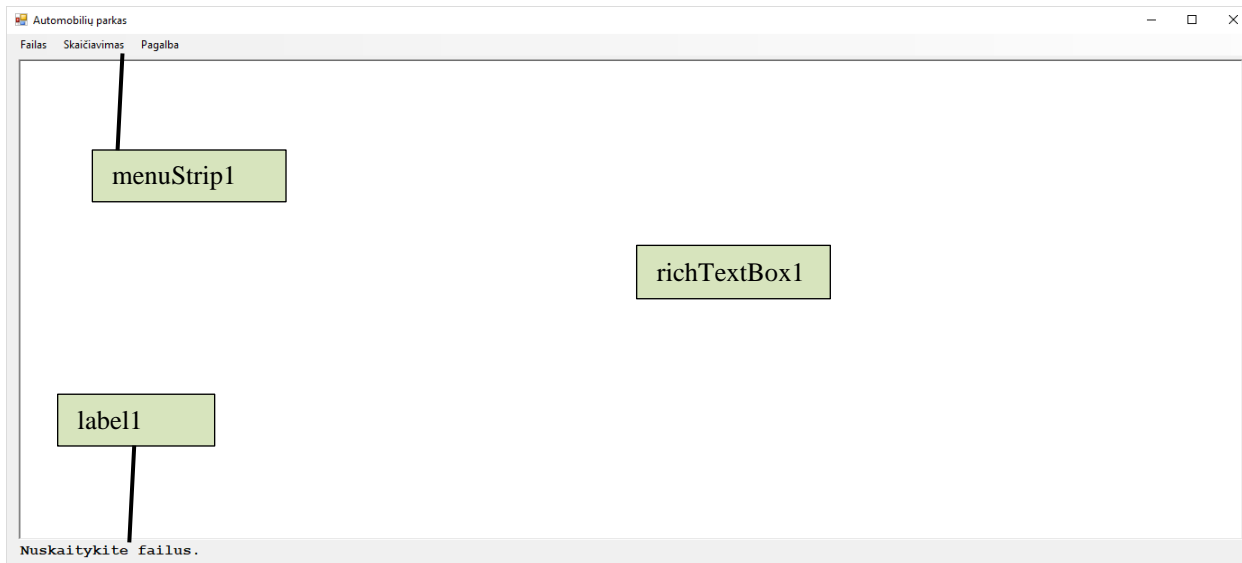 Automobilių parkas
Failas Skaičiavimas Pagalba
menuStrip1
richTextBox1
label1
Nuskaitykite failus.